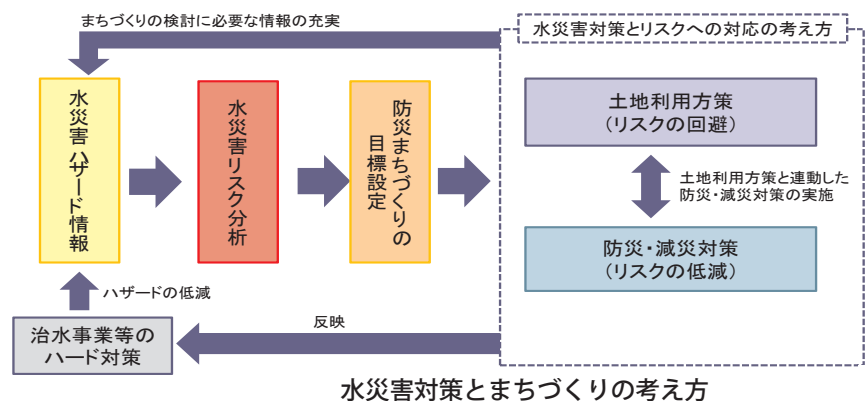 まちづくりの検討に必要な情報の充実
水災害対策とリスクへの対応の考え方
水災害ハザード情報
水災害リスク分析
防災まちづくりの
目標設定
土地利用方策
(リスクの回避)
土地利用方策と連動した
防災・減災対策の実施
防災・減災対策
(リスクの低減)
ハザードの低減
治水事業等の
ハード対策
反映
水災害対策とまちづくりの考え方